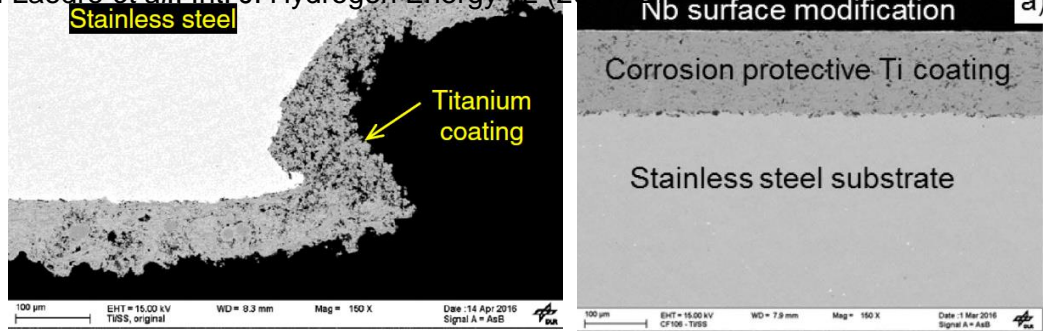 Stainless steel
Titanium
coating
100 µm
EHT = 15.00 kV
WD = 8.3 mm
Mag = 150 X
Date :14 Apr 2016
Ti/SS, original
Signal A = AsB
DLR
Nb surface modification
a)
Corrosion protective Ti coating
Stainless steel substrate
100 µm
EHT = 15.00 kV
WD = 7.9 mm
Mag = 150 X
Date :1 Mar 2016
CF106 - Ti/SS
Signal A = AsB
DLR